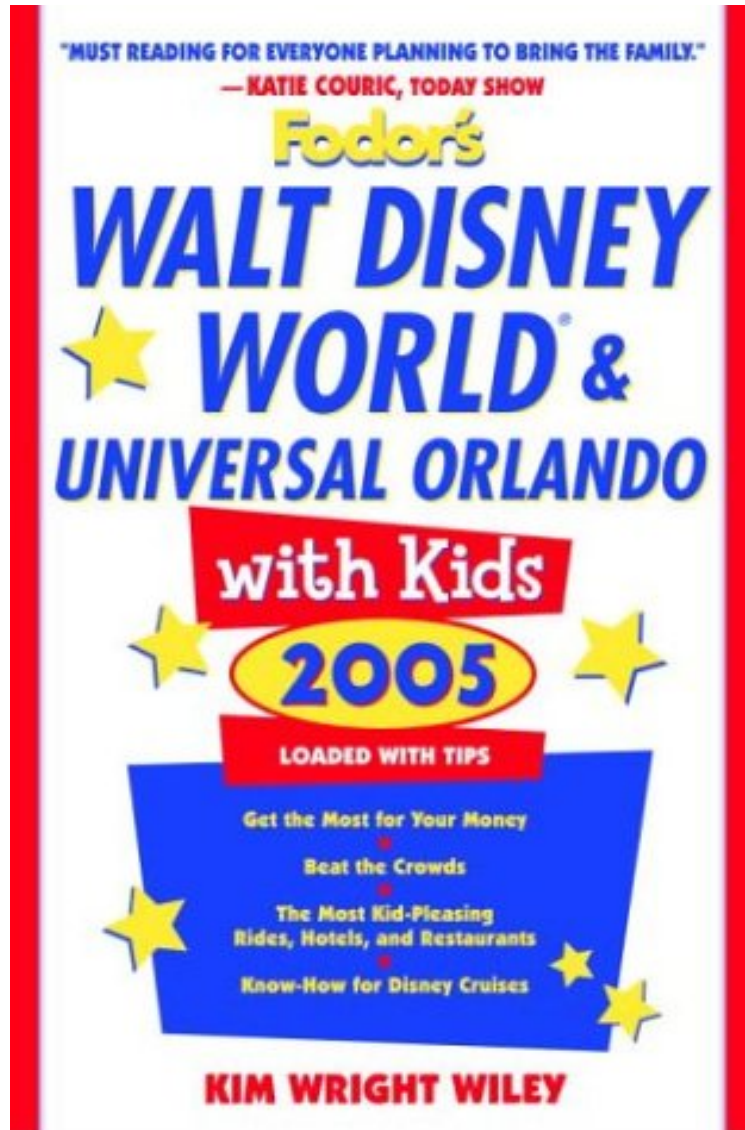 "MUST READING FOR EVERYONE PLANNING TO BRING THE FAMILY."
—KATIE COURIC, TODAY SHOW
Fodor's
WALT DISNEY
WORLD® &
UNIVERSAL ORLANDO
with Kids
2005
LOADED WITH TIPS
Get the Most for Your Money
Beat the Crowds
The Most Kid-Pleasing
Rides, Hotels, and Restaurants
Know-How for Disney Cruises
KIM WRIGHT WILEY